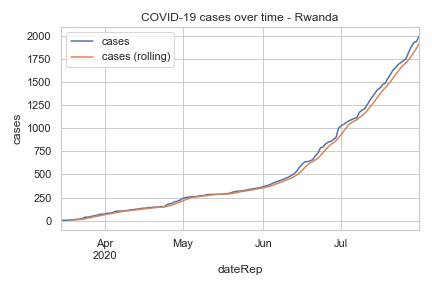 COVID-19 cases over time - Rwanda
cases
cases (rolling)
2000
1750
1500
1250
1000
750
500
250
0
cases
Apr
2020
May
Jun
Jul
dateRep